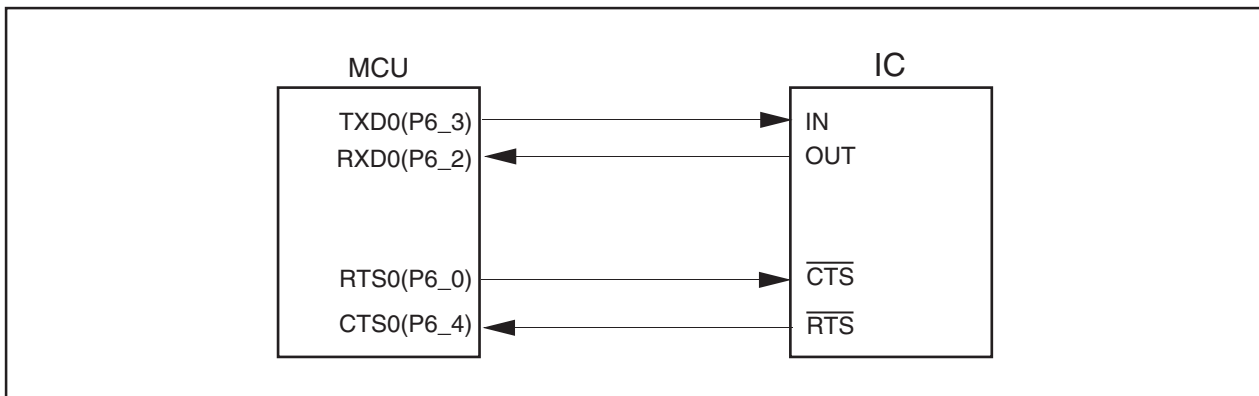 MCU
IC
TXD0(P6_3)
IN
RXD0(P6_2)
OUT
RTS0(P6_0)
CTS
CTS0(P6_4)
RTS